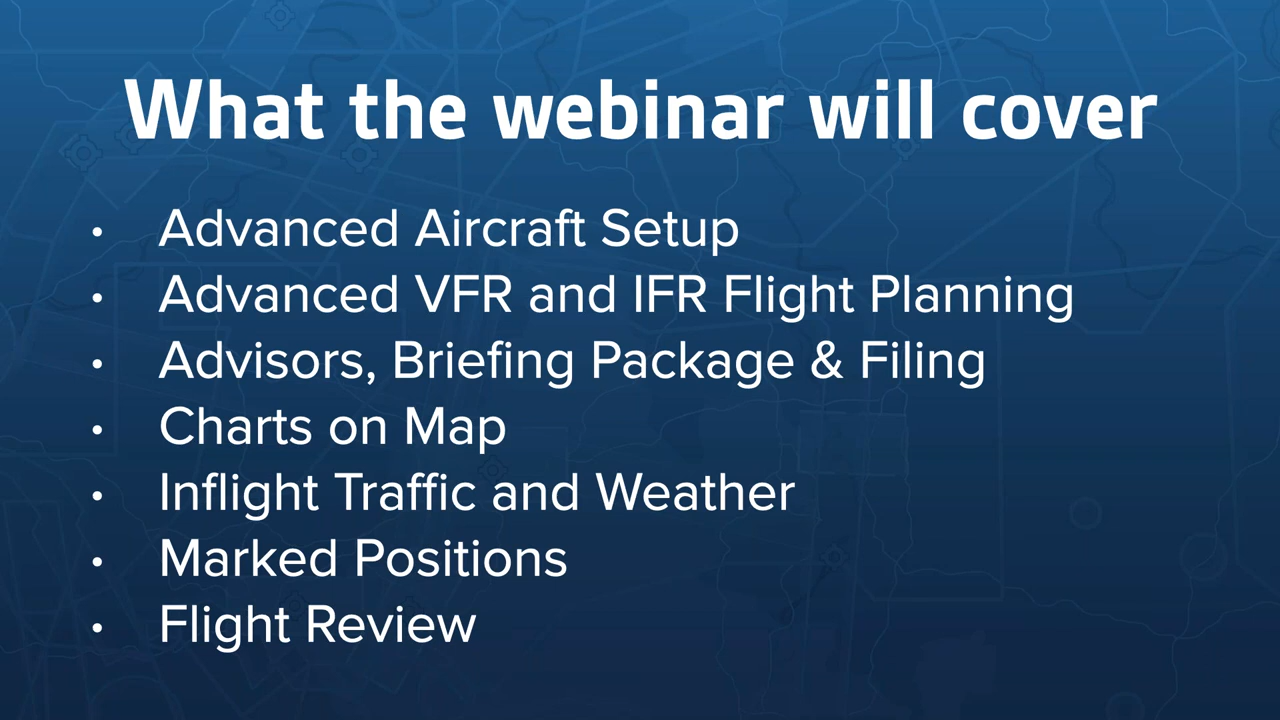 What the webinar will cover
• Advanced Aircraft Setup
• Advanced VFR and IFR Flight Planning
• Advisors, Briefing Package & Filing
• Charts on Map
• Inflight Traffic and Weather
• Marked Positions
• Flight Review